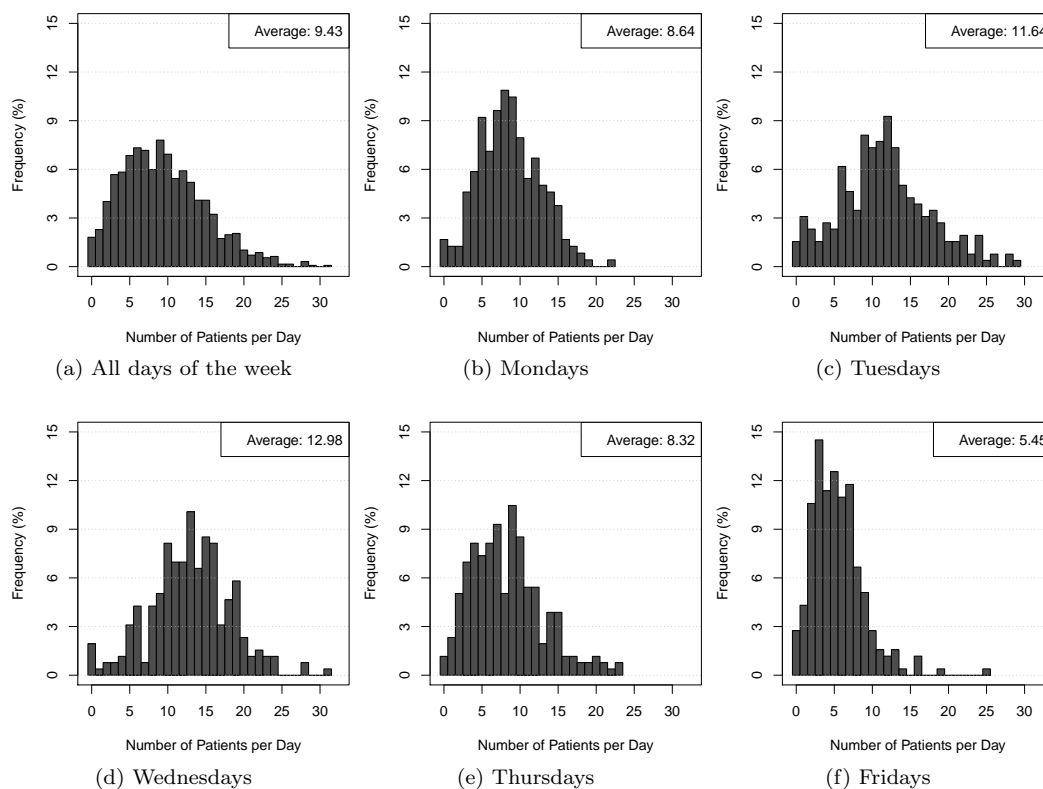 Average: 9.43
Frequency (%)
15
12
9
6
3
0
0 5 10 15 20 25 30
Number of Patients per Day
(a) All days of the week
Average: 8.64
Frequency (%)
15
12
9
6
3
0
0 5 10 15 20 25 30
Number of Patients per Day
(b) Mondays
Average: 11.64
Frequency (%)
15
12
9
6
3
0
0 5 10 15 20 25 30
Number of Patients per Day
(c) Tuesdays
Average: 12.98
Frequency (%)
15
12
9
6
3
0
0 5 10 15 20 25 30
Number of Patients per Day
(d) Wednesdays
Average: 8.32
Frequency (%)
15
12
9
6
3
0
0 5 10 15 20 25 30
Number of Patients per Day
(e) Thursdays
Average: 5.45
Frequency (%)
15
12
9
6
3
0
0 5 10 15 20 25 30
Number of Patients per Day
(f) Fridays